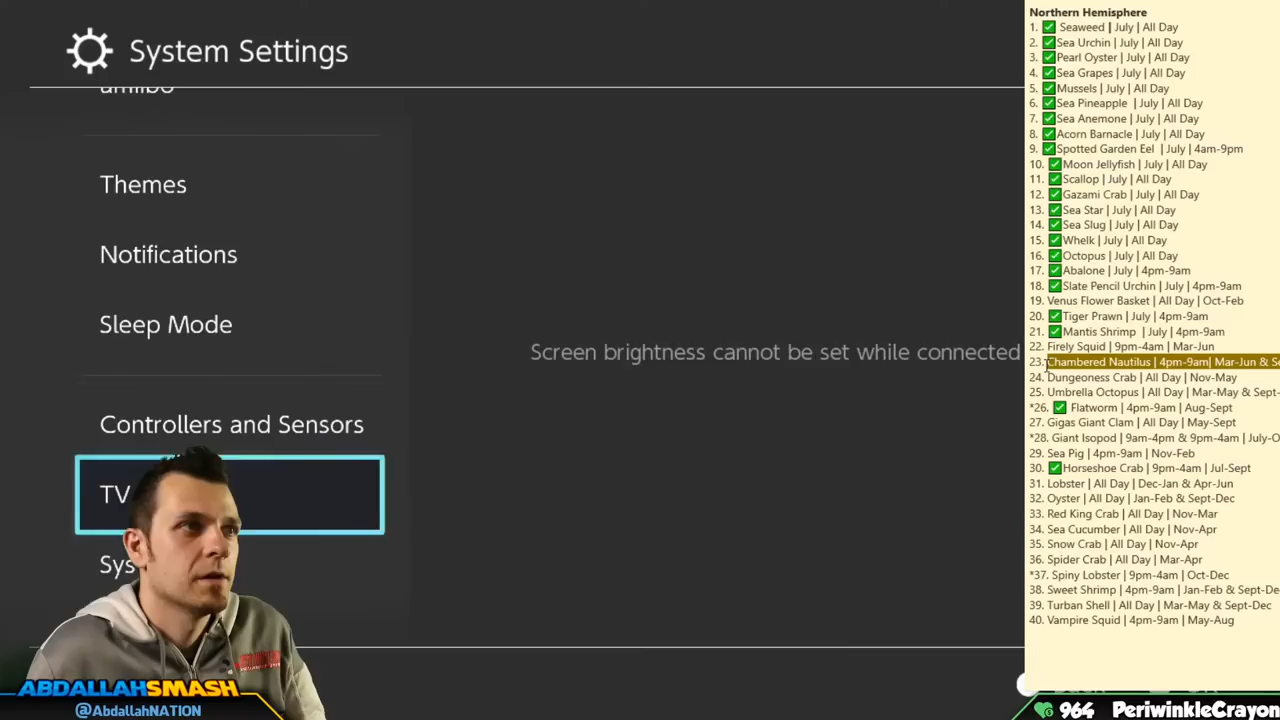 System Settings
amiibo
Themes
Notifications
Sleep Mode
Controllers and Sensors
TV
Sys
Screen brightness cannot be set while connected
Northern Hemisphere
1. ✅ Seaweed | July | All Day
2. ✅Sea Urchin | July | All Day
3. ✅Pearl Oyster | July | All Day
4. ✅Sea Grapes | July | All Day
5. ✅Mussels | July | All Day
6. ✅Sea Pineapple | July | All Day
7. ✅Sea Anemone | July | All Day
8. ✅Acorn Barnacle | July | All Day
9. ✅Spotted Garden Eel | July | 4am-9pm
10. ✅Moon Jellyfish | July | All Day
11. ✅Scallop | July | All Day
12. ✅Gazami Crab | July | All Day
13. ✅Sea Star | July | All Day
14. ✅Sea Slug | July | All Day
15. ✅Whelk | July | All Day
16. ✅Octopus | July | All Day
17. ✅Abalone | July | 4pm-9am
18. ✅Slate Pencil Urchin | July | 4pm-9am
19. Venus Flower Basket | All Day | Oct-Feb
20. ✅Tiger Prawn | July | 4pm-9am
21. ✅Mantis Shrimp | July | 4pm-9am
22. Firely Squid | 9pm-4am | Mar-Jun
23. Chambered Nautilus | 4pm-9am| Mar-Jun & Se
24. Dungeoness Crab | All Day | Nov-May
25. Umbrella Octopus | All Day | Mar-May & Sept-
*26. ✅ Flatworm | 4pm-9am | Aug-Sept
27. Gigas Giant Clam | All Day | May-Sept
*28. Giant Isopod | 9am-4pm & 9pm-4am | July-O
29. Sea Pig | 4pm-9am | Nov-Feb
30. ✅Horseshoe Crab | 9pm-4am | Jul-Sept
31. Lobster | All Day | Dec-Jan & Apr-Jun
32. Oyster | All Day | Jan-Feb & Sept-Dec
33. Red King Crab | All Day | Nov-Mar
34. Sea Cucumber | All Day | Nov-Apr
35. Snow Crab | All Day | Nov-Apr
36. Spider Crab | All Day | Mar-Apr
*37. Spiny Lobster | 9pm-4am | Oct-Dec
38. Sweet Shrimp | 4pm-9am | Jan-Feb & Sept-Dec
39. Turban Shell | All Day | Mar-May & Sept-Dec
40. Vampire Squid | 4pm-9am | May-Aug
ABDALLAHSMASH
@AbdallahNATION
964 PeriwinkleCrayon